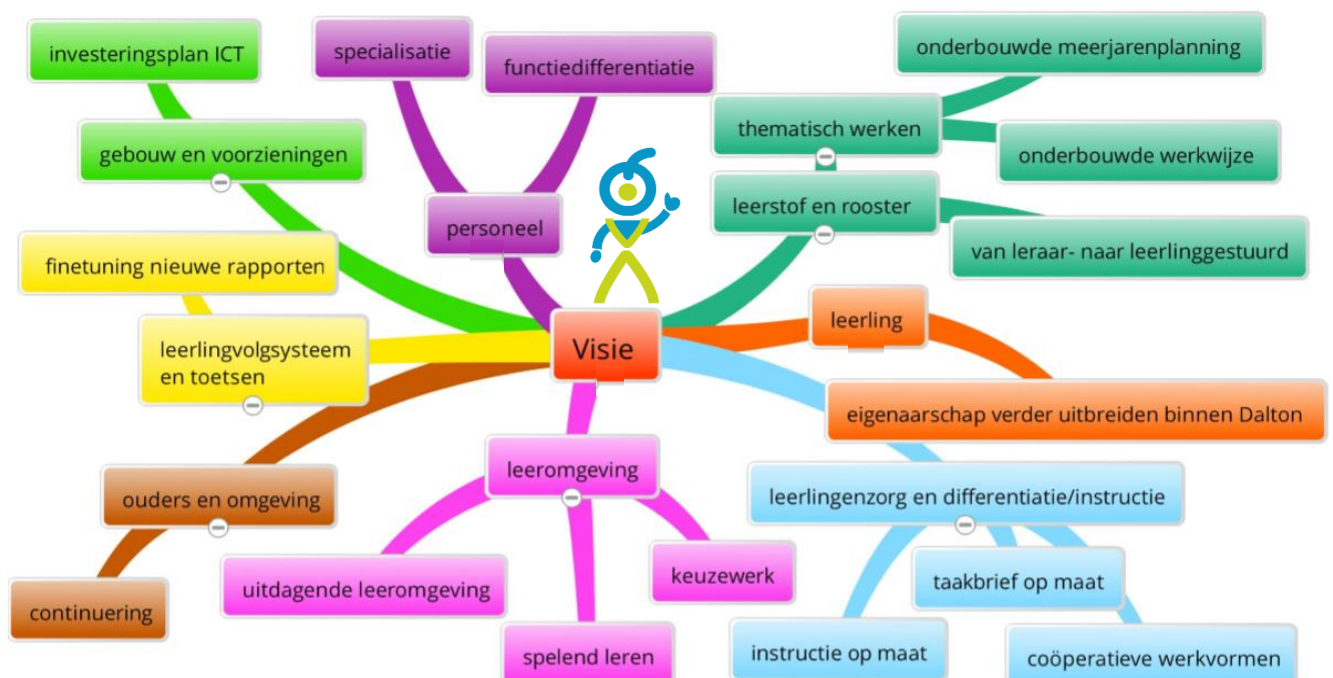 investeringsplan ICT
gebouw en voorzieningen
specialisatie
functiedifferentiatie
personeel
onderbouwde meerjarenplanning
thematisch werken
onderbouwde werkwijze
leerstof en rooster
van leraar- naar leerlinggestuurd
finetuning nieuwe rapporten
leerlingvolgsysteem
en toetsen
Visie
leerling
eigenaarschap verder uitbreiden binnen Dalton
ouders en omgeving
continuering
leeromgeving
uitdagende leeromgeving
spelend leren
keuzewerk
leerlingenzorg en differentiatie/instructie
taakbrief op maat
instructie op maat
coöperatieve werkvormen